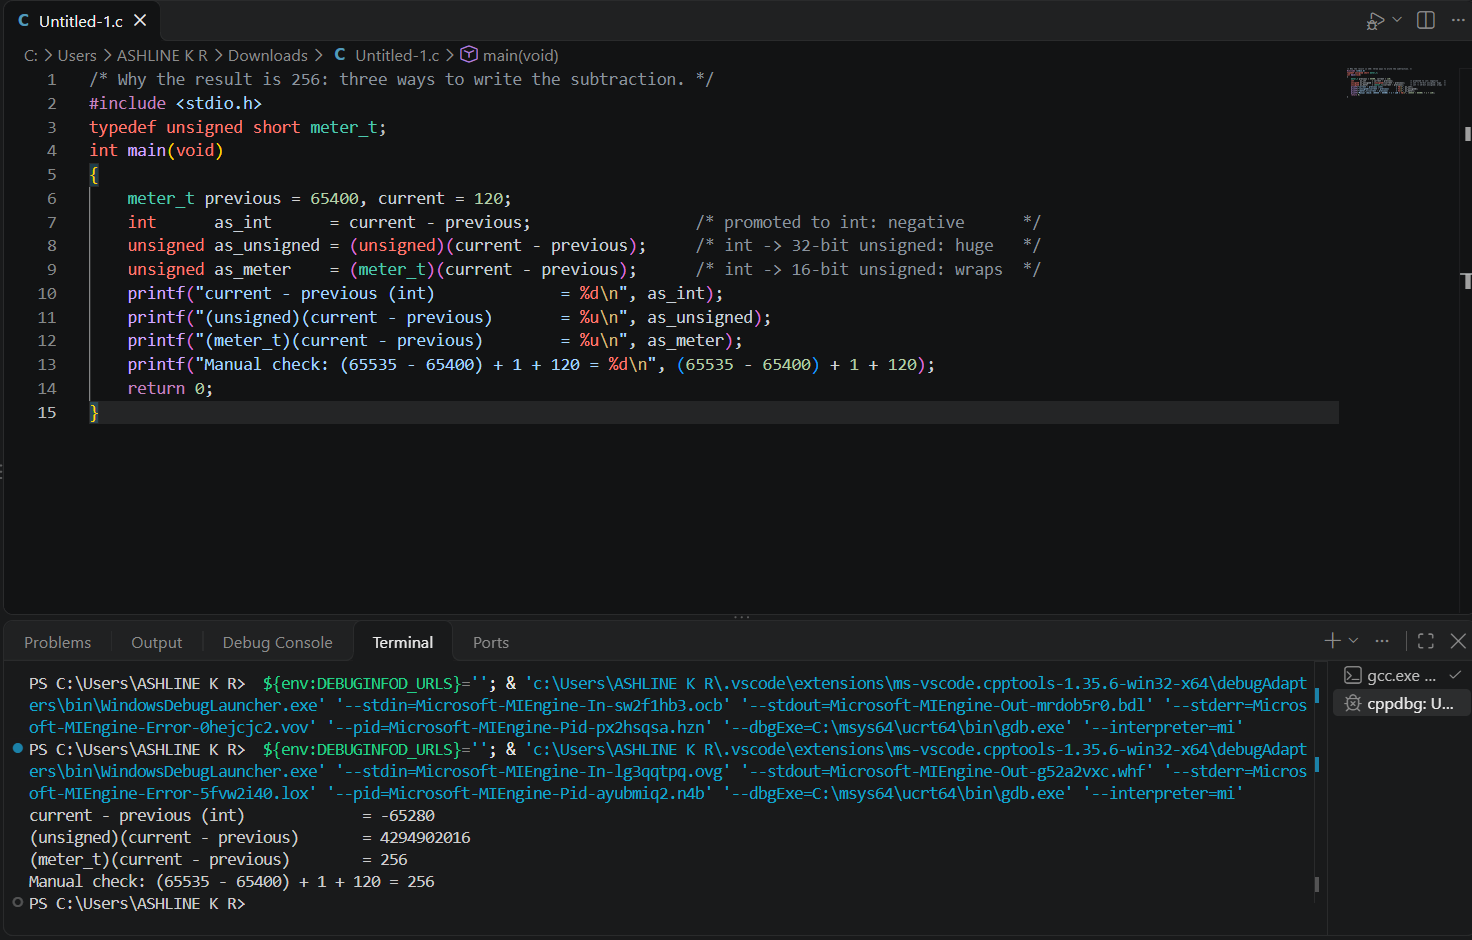 C Untitled-1.c
C: > Users > ASHLINE K R > Downloads > C Untitled-1.c > main(void)
1 /* Why the result is 256: three ways to write the subtraction. */
2 #include <stdio.h>
3 typedef unsigned short meter_t;
4 int main(void)
5 {
6     meter_t previous = 65400, current = 120;
7     int      as_int      = current - previous;                 /* promoted to int: negative      */
8     unsigned as_unsigned = (unsigned)(current - previous);     /* int -> 32-bit unsigned: huge   */
9     unsigned as_meter    = (meter_t)(current - previous);      /* int -> 16-bit unsigned: wraps  */
10     printf("current - previous (int)             = %d\n", as_int);
11     printf("(unsigned)(current - previous)       = %u\n", as_unsigned);
12     printf("(meter_t)(current - previous)        = %u\n", as_meter);
13     printf("Manual check: (65535 - 65400) + 1 + 120 = %d\n", (65535 - 65400) + 1 + 120);
14     return 0;
15 }
Problems Output Debug Console Terminal Ports
PS C:\Users\ASHLINE K R>  ${env:DEBUGINFOD_URLS}=''; & 'c:\Users\ASHLINE K R\.vscode\extensions\ms-vscode.cpptools-1.35.6-win32-x64\debugAdapt
ers\bin\WindowsDebugLauncher.exe' '--stdin=Microsoft-MIEngine-In-sw2f1hb3.ocb' '--stdout=Microsoft-MIEngine-Out-mrdob5r0.bdl' '--stderr=Micros
oft-MIEngine-Error-0hejcjc2.vov' '--pid=Microsoft-MIEngine-Pid-px2hsqsa.hzn' '--dbgExe=C:\msys64\ucrt64\bin\gdb.exe' '--interpreter=mi'
PS C:\Users\ASHLINE K R>  ${env:DEBUGINFOD_URLS}=''; & 'c:\Users\ASHLINE K R\.vscode\extensions\ms-vscode.cpptools-1.35.6-win32-x64\debugAdapt
ers\bin\WindowsDebugLauncher.exe' '--stdin=Microsoft-MIEngine-In-lg3qqtpq.ovg' '--stdout=Microsoft-MIEngine-Out-g52a2vxc.whf' '--stderr=Micros
oft-MIEngine-Error-5fvw2i40.lox' '--pid=Microsoft-MIEngine-Pid-ayubmiq2.n4b' '--dbgExe=C:\msys64\ucrt64\bin\gdb.exe' '--interpreter=mi'
current - previous (int)             = -65280
(unsigned)(current - previous)       = 4294902016
(meter_t)(current - previous)        = 256
Manual check: (65535 - 65400) + 1 + 120 = 256
PS C:\Users\ASHLINE K R>
gcc.exe ...
cppdbg: U...